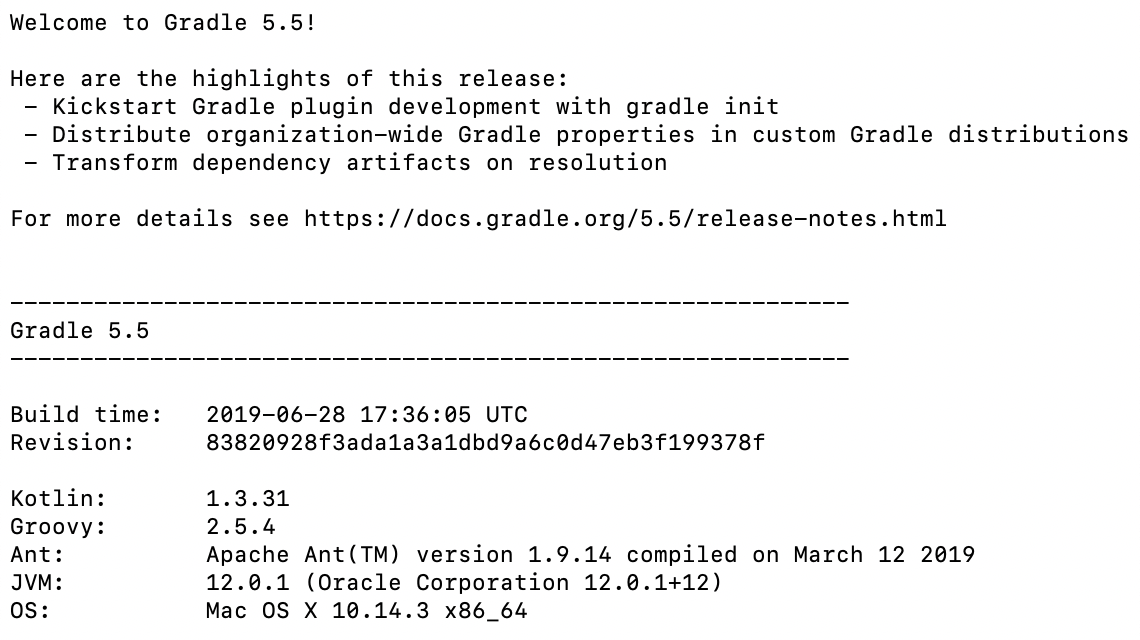 Welcome to Gradle 5.5!

Here are the highlights of this release:
 - Kickstart Gradle plugin development with gradle init
 - Distribute organization-wide Gradle properties in custom Gradle distributions
 - Transform dependency artifacts on resolution

For more details see https://docs.gradle.org/5.5/release-notes.html


------------------------------------------------------------
Gradle 5.5
------------------------------------------------------------

Build time:   2019-06-28 17:36:05 UTC
Revision:     83820928f3ada1a3a1dbd9a6c0d47eb3f199378f

Kotlin:       1.3.31
Groovy:       2.5.4
Ant:          Apache Ant(TM) version 1.9.14 compiled on March 12 2019
JVM:          12.0.1 (Oracle Corporation 12.0.1+12)
OS:           Mac OS X 10.14.3 x86_64